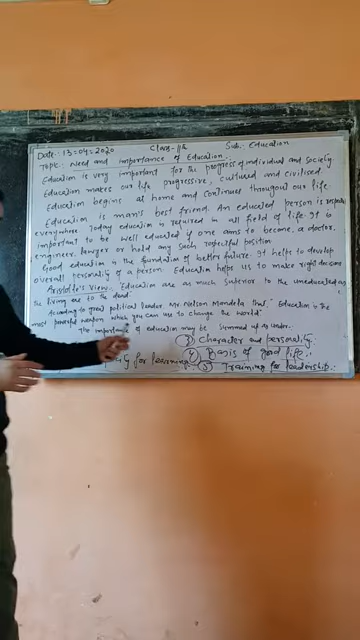 Date: 13-04-2020 Class-11th Sub: Education
Topic: Need and importance of Education.
Education is very important for the progress of individual and society.
Education makes our life progressive, cultured and civilised
Education begins at home and continues througout our life.
Education is man's best friend. An educated person is respected
everywhere Today education is required in all field of life. It is
important to be well educated if one aims to become, a doctor,
engineer, lawyer or hold any such respectful position
Good education is the foundation of better future. It helps to develop
overall personality of a person. Education helps us to make right decisions
Aristotle's View. "Education are as much superior to the uneducated as
the living are to the dead.
According to great political leader Mr. Nelson Mandela that "Education is the
most powerful weapon which you can use to change the world"
The importance of education may be summed up as under.
③ Character and personality.
④ Basis of good life.
for learning ⑤ Training for leadership.